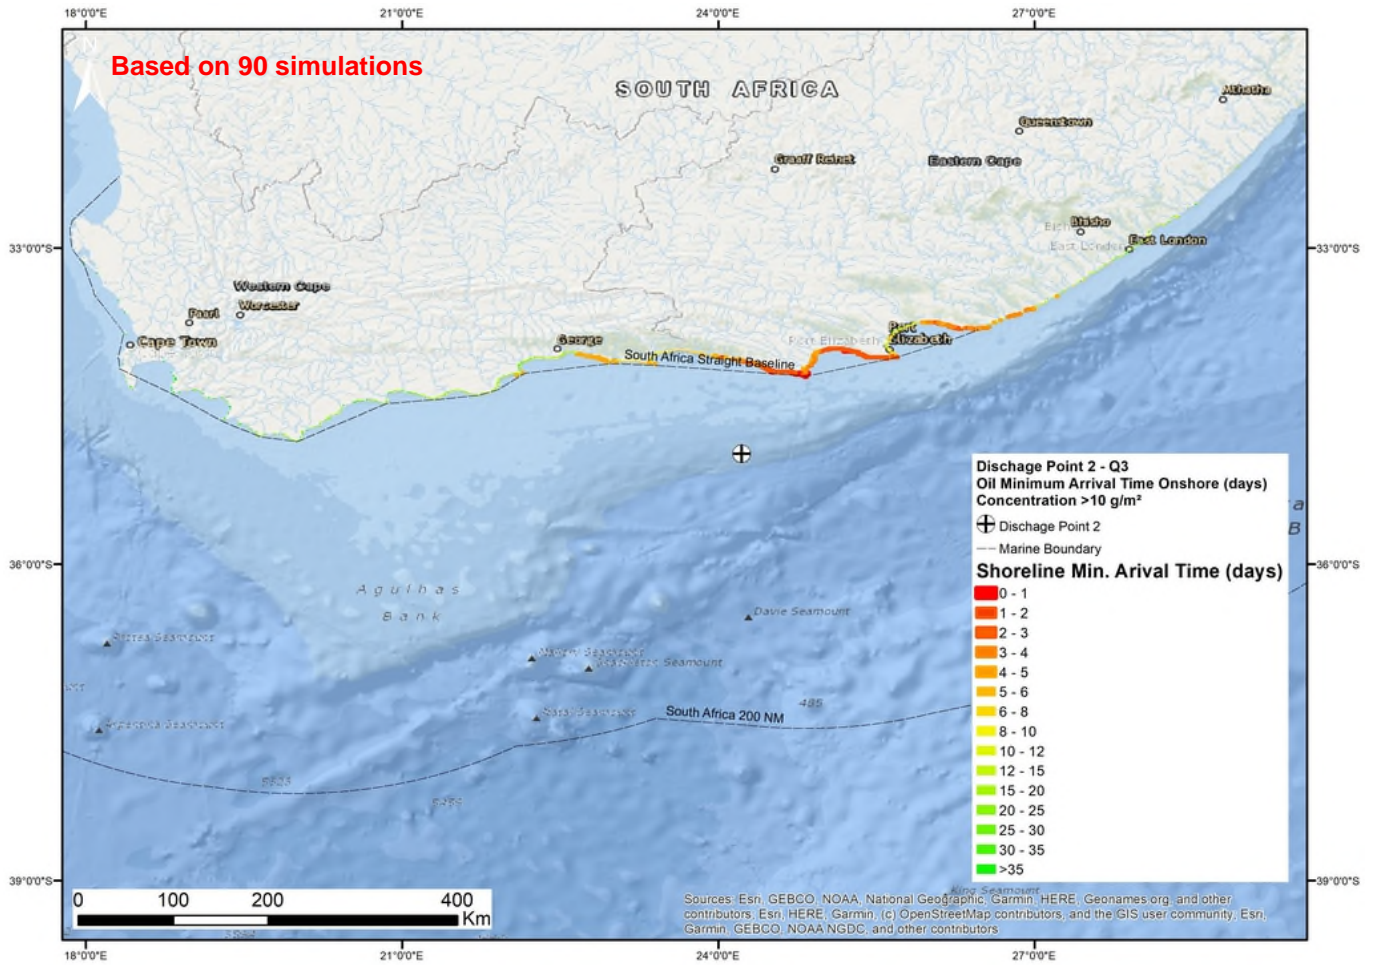 18°0'0"E 21°0'0"E 24°0'0"E 27°0'0"E
N
Based on 90 simulations
SOUTH AFRICA
Mthatha
Queenstown
Graaff Reinet
Eastern Cape
Bhisho
East London
East London
33°0'0"S 33°0'0"S
Western Cape
Worcester
Paarl
Cape Town
George
Port Elizabeth
Port
Elizabeth
South Africa Straight Baseline
Dischage Point 2 - Q3
Oil Minimum Arrival Time Onshore (days)
Concentration >10 g/m²
Dischage Point 2
Marine Boundary
Shoreline Min. Arival Time (days)
0 - 1
1 - 2
2 - 3
3 - 4
4 - 5
5 - 6
6 - 8
8 - 10
10 - 12
12 - 15
15 - 20
20 - 25
25 - 30
30 - 35
>35
a
B
36°0'0"S 36°0'0"S
Agulhas
Bank
Davie Seamount
Seamount
485
South Africa 200 NM
39°0'0"S 39°0'0"S
King Seamount
0 100 200 400
Km
Sources: Esri, GEBCO, NOAA, National Geographic, Garmin, HERE, Geonames.org, and other
contributors, Esri, HERE, Garmin, (c) OpenStreetMap contributors, and the GIS user community, Esri,
Garmin, GEBCO, NOAA NGDC, and other contributors
18°0'0"E 21°0'0"E 24°0'0"E 27°0'0"E